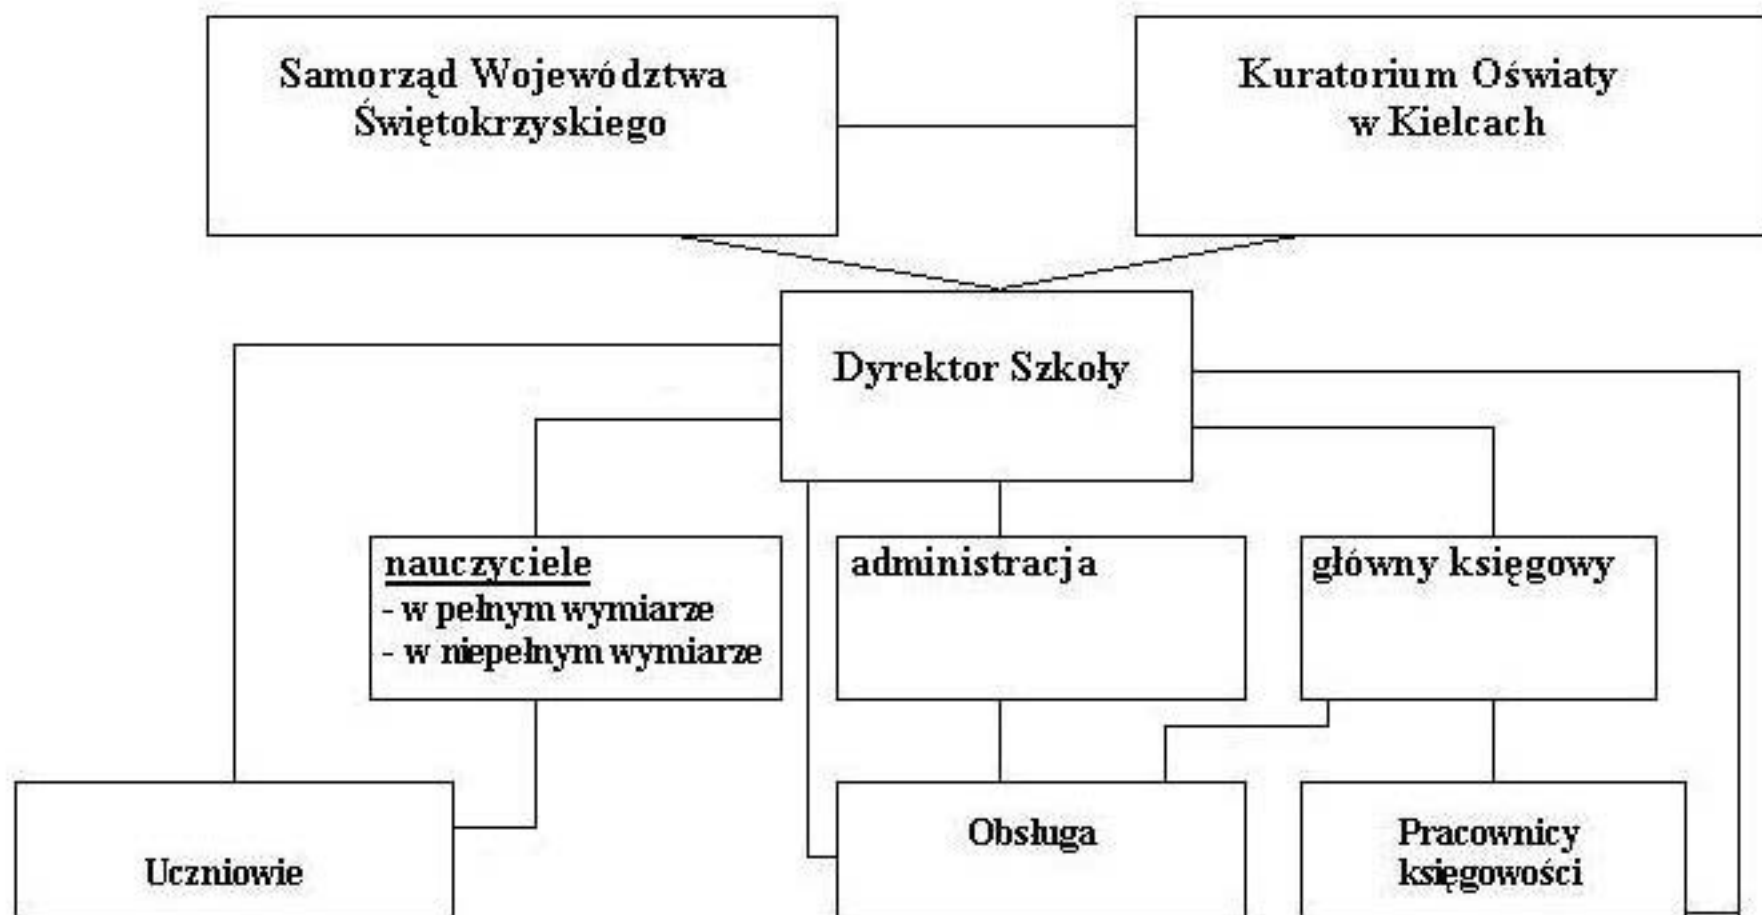 Samorząd Województwa
Świętokrzyskiego
Kuratorium Oświaty
w Kielcach
Dyrektor Szkoły
nauczyciele
- w pełnym wymiarze
- w niepełnym wymiarze
administracja
główny księgowy
Uczniowie
Obsługa
Pracownicy
księgowości